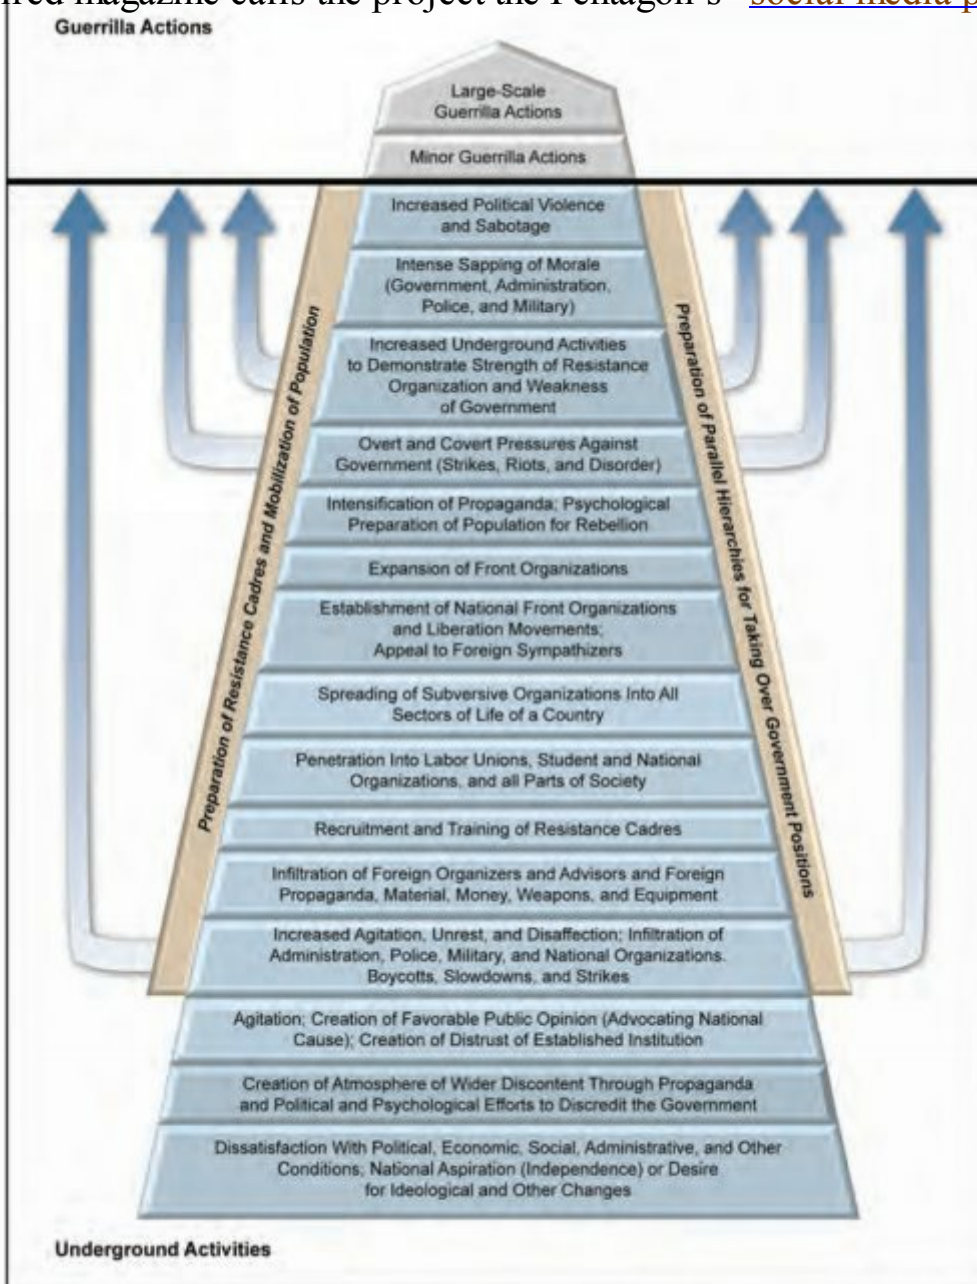 magazine calls the project the Pentagon's "social media
Guerrilla Actions
Large-Scale
Guerrilla Actions
Minor Guerrilla Actions
Increased Political Violence
and Sabotage
Intense Sapping of Morale
(Government, Administration,
Police, and Military)
Increased Underground Activities
to Demonstrate Strength of Resistance
Organization and Weakness
of Government
Overt and Covert Pressures Against
Government (Strikes, Riots, and Disorder)
Intensification of Propaganda; Psychological
Preparation of Population for Rebellion
Expansion of Front Organizations
Establishment of National Front Organizations
and Liberation Movements;
Appeal to Foreign Sympathizers
Spreading of Subversive Organizations Into All
Sectors of Life of a Country
Penetration Into Labor Unions, Student and National
Organizations, and all Parts of Society
Recruitment and Training of Resistance Cadres
Infiltration of Foreign Organizers and Advisors and Foreign
Propaganda, Material, Money, Weapons, and Equipment
Increased Agitation, Unrest, and Disaffection; Infiltration of
Administration, Police, Military, and National Organizations.
Boycotts, Slowdowns, and Strikes
Agitation; Creation of Favorable Public Opinion (Advocating National
Cause); Creation of Distrust of Established Institution
Creation of Atmosphere of Wider Discontent Through Propaganda
and Political and Psychological Efforts to Discredit the Government
Dissatisfaction With Political, Economic, Social, Administrative, and Other
Conditions; National Aspiration (Independence) or Desire
for Ideological and Other Changes
Preparation of Resistance Cadres and Mobilization of Population
Preparation of Parallel Hierarchies for Taking Over Government Positions
Underground Activities